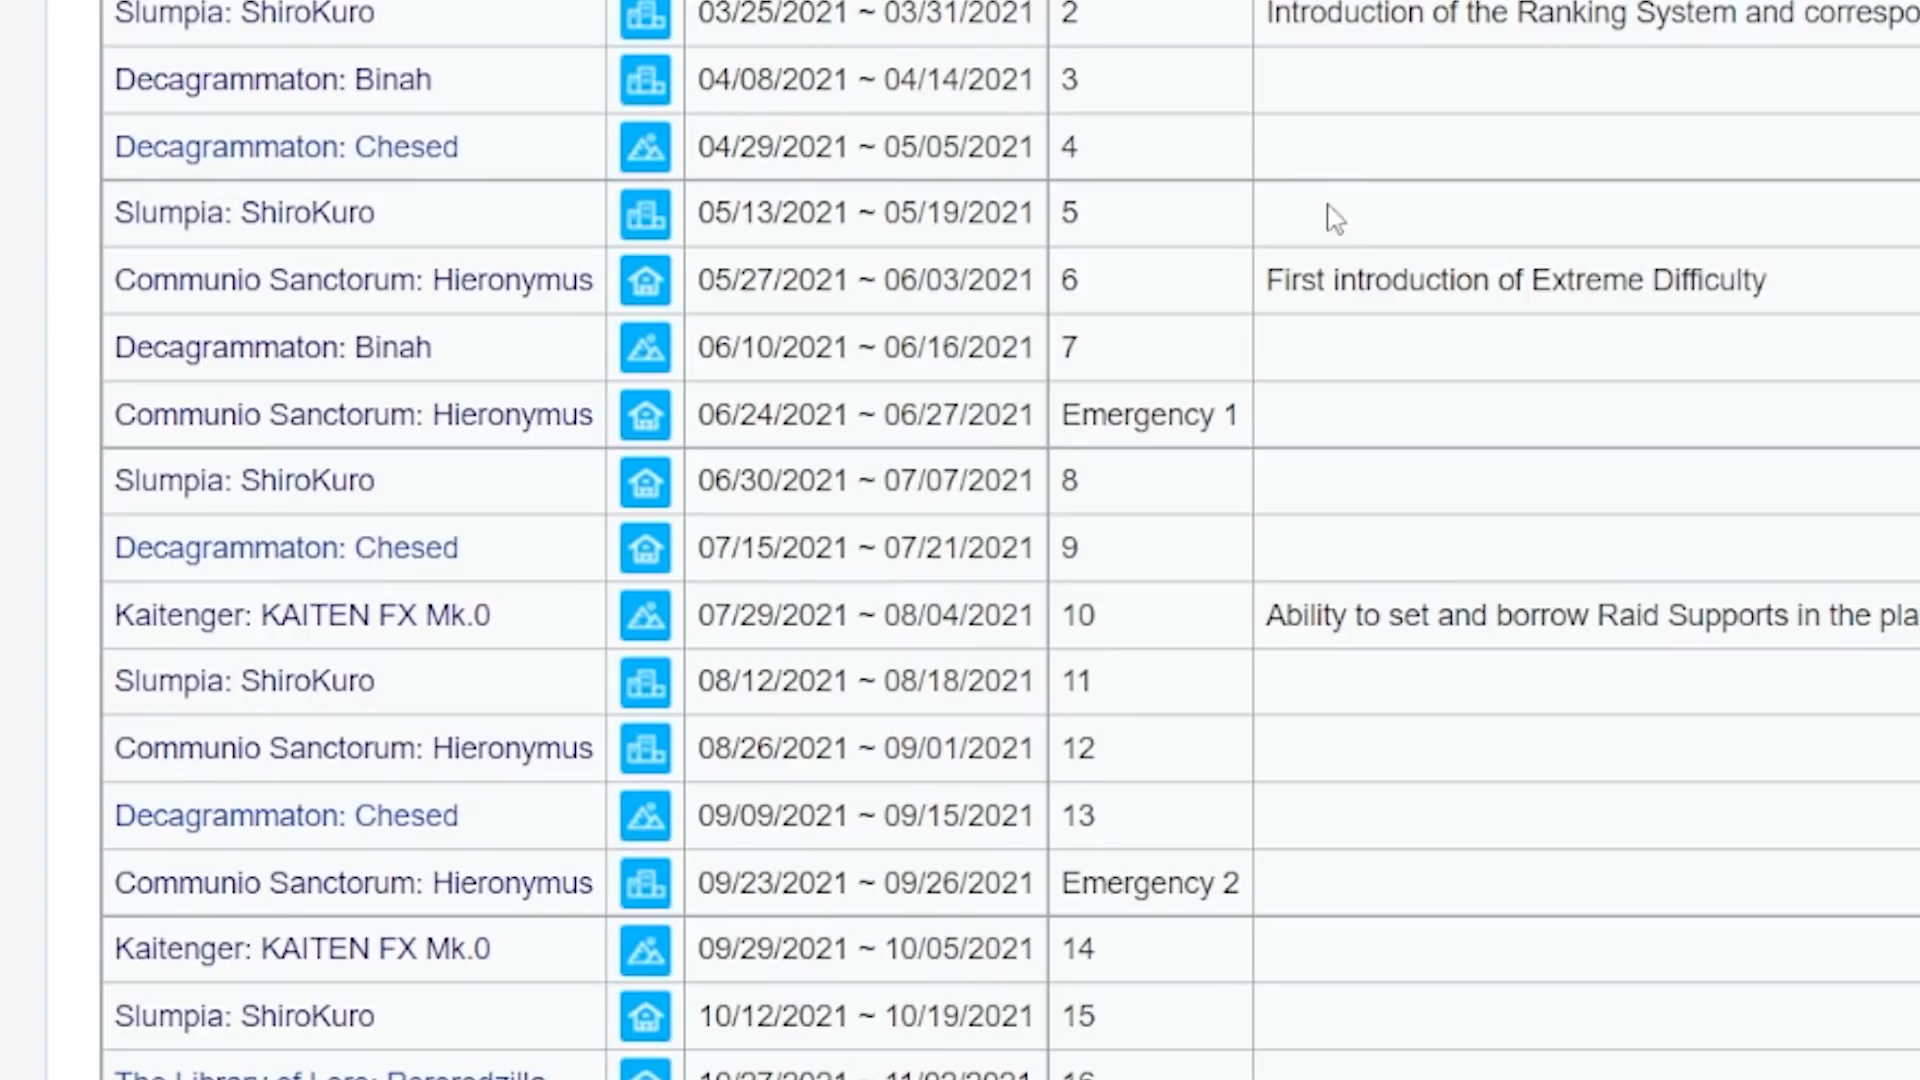 Slumpia: ShiroKuro 03/25/2021 ~ 03/31/2021 2 Introduction of the Ranking System and
Decagrammaton: Binah 04/08/2021 ~ 04/14/2021 3
Decagrammaton: Chesed 04/29/2021 ~ 05/05/2021 4
Slumpia: ShiroKuro 05/13/2021 ~ 05/19/2021 5
Communio Sanctorum: Hieronymus 05/27/2021 ~ 06/03/2021 6 First introduction of Extreme Difficulty
Decagrammaton: Binah 06/10/2021 ~ 06/16/2021 7
Communio Sanctorum: Hieronymus 06/24/2021 ~ 06/27/2021 Emergency 1
Slumpia: ShiroKuro 06/30/2021 ~ 07/07/2021 8
Decagrammaton: Chesed 07/15/2021 ~ 07/21/2021 9
Kaitenger: KAITEN FX Mk.0 07/29/2021 ~ 08/04/2021 10 Ability to set and borrow Raid Supports in the
Slumpia: ShiroKuro 08/12/2021 ~ 08/18/2021 11
Communio Sanctorum: Hieronymus 08/26/2021 ~ 09/01/2021 12
Decagrammaton: Chesed 09/09/2021 ~ 09/15/2021 13
Communio Sanctorum: Hieronymus 09/23/2021 ~ 09/26/2021 Emergency 2
Kaitenger: KAITEN FX Mk.0 09/29/2021 ~ 10/05/2021 14
Slumpia: ShiroKuro 10/12/2021 ~ 10/19/2021 15